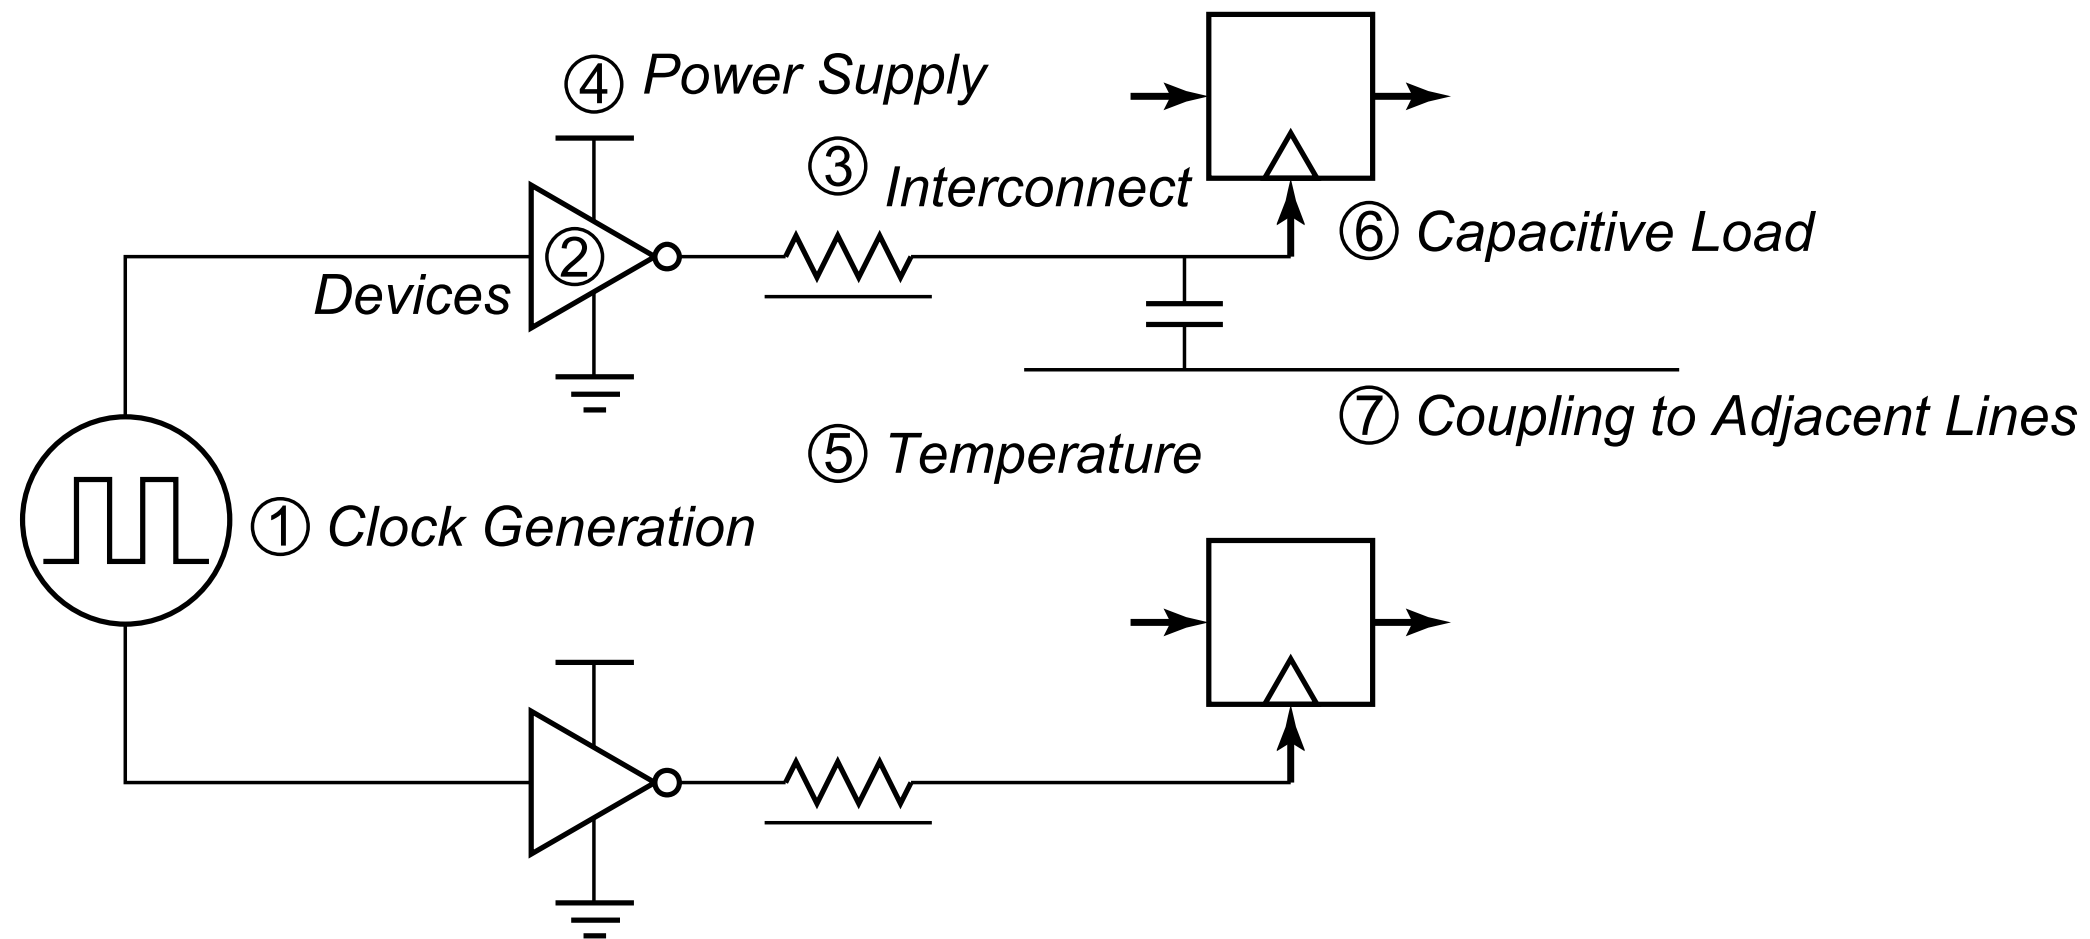 ④ Power Supply
③ Interconnect
② 
Devices
⑥ Capacitive Load
⑦ Coupling to Adjacent Lines
⑤ Temperature
① Clock Generation